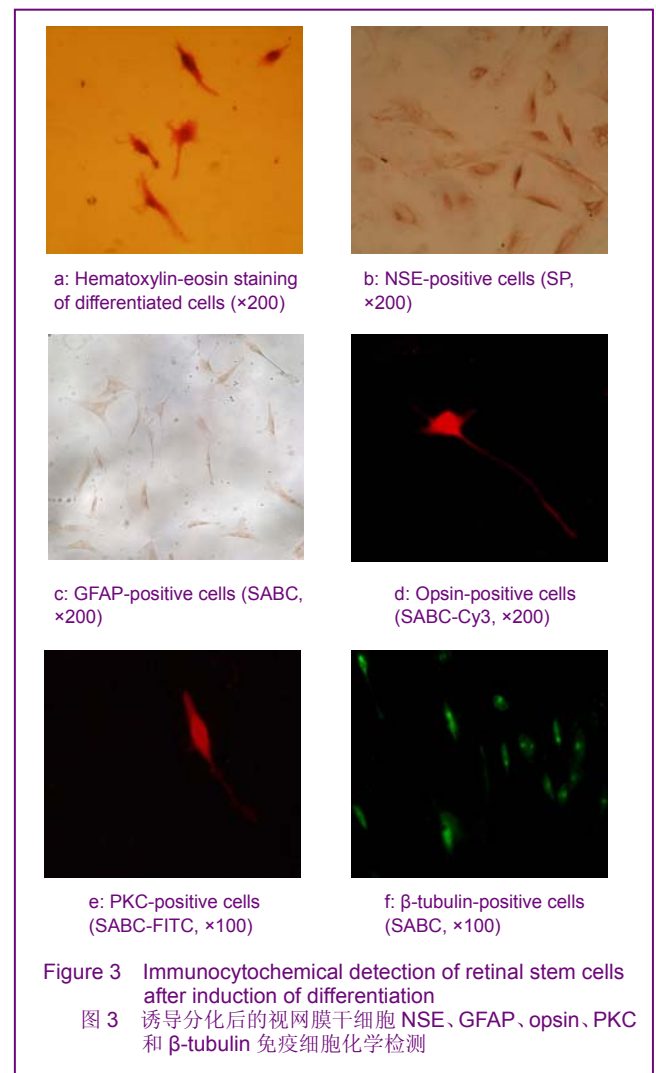 a: Hematoxylin-eosin staining
of differentiated cells (×200)
b: NSE-positive cells (SP,
×200)
c: GFAP-positive cells (SABC,
×200)
d: Opsin-positive cells
(SABC-Cy3, ×200)
e: PKC-positive cells
(SABC-FITC, ×100)
f: β-tubulin-positive cells
(SABC, ×100)
Figure 3 Immunocytochemical detection of retinal stem cells
after induction of differentiation
图 3 诱导分化后的视网膜干细胞 NSE、GFAP、opsin、PKC
和 β-tubulin 免疫细胞化学检测